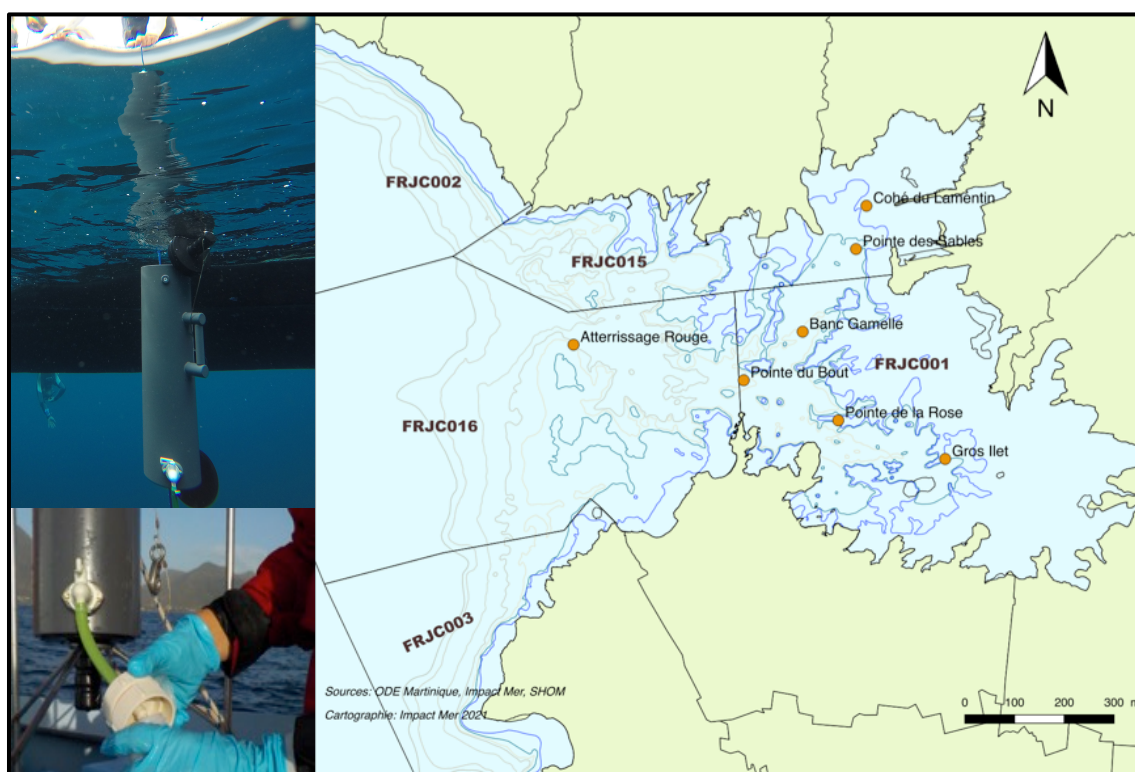 N
FRJC002
Cohé du Lamentin
Pointe des Sables
FRJC015
Banc Gamelle
Atterrissage Rouge
FRJC001
Pointe du Bout
FRJC016
Pointe de la Rose
Gros Ilet
FRJC003
Sources: ODE Martinique, Impact Mer, SHOM
Cartographie: Impact Mer 2021
0 100 200 300 m